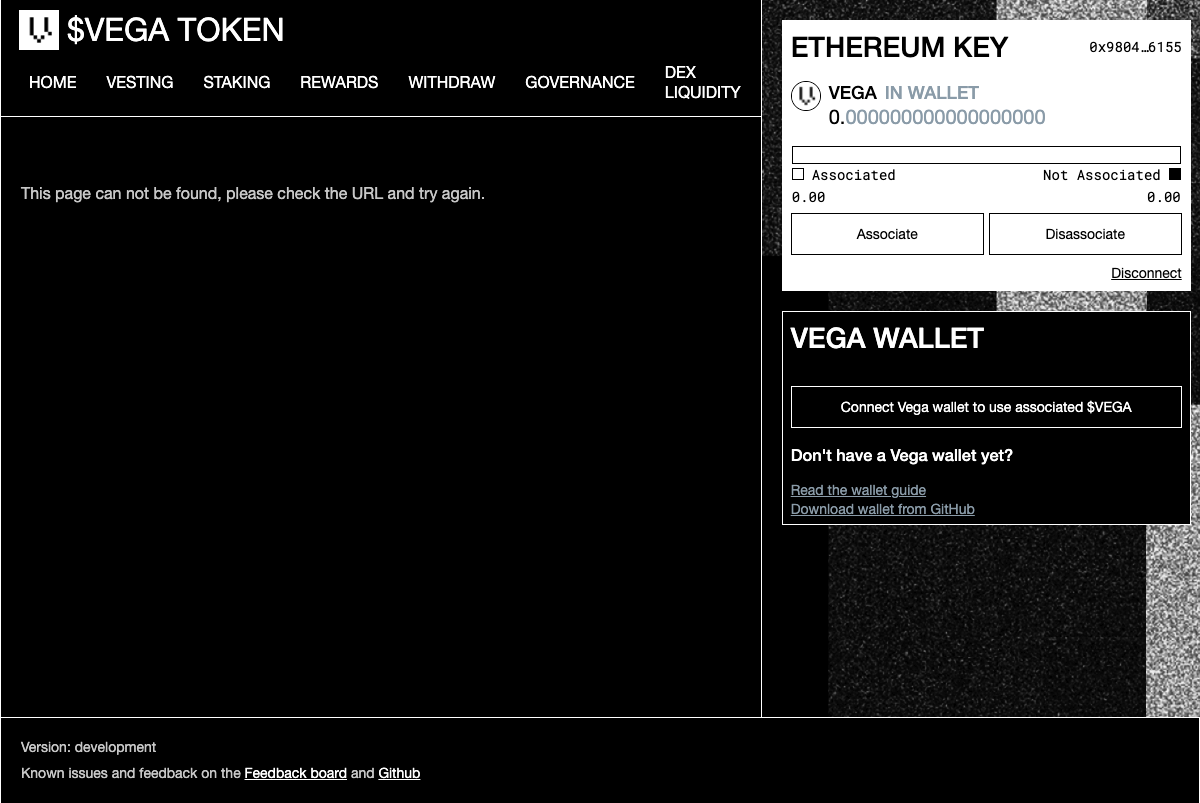 $VEGA TOKEN
HOME
VESTING
STAKING
REWARDS
WITHDRAW
GOVERNANCE
DEX
LIQUIDITY
This page can not be found, please check the URL and try again.
ETHEREUM KEY
0x9804…6155
VEGA IN WALLET
0.000000000000000000
Associated
Not Associated
0.00
0.00
Associate
Disassociate
Disconnect
VEGA WALLET
Connect Vega wallet to use associated $VEGA
Don't have a Vega wallet yet?
Read the wallet guide
Download wallet from GitHub
Version: development
Known issues and feedback on the Feedback board and Github